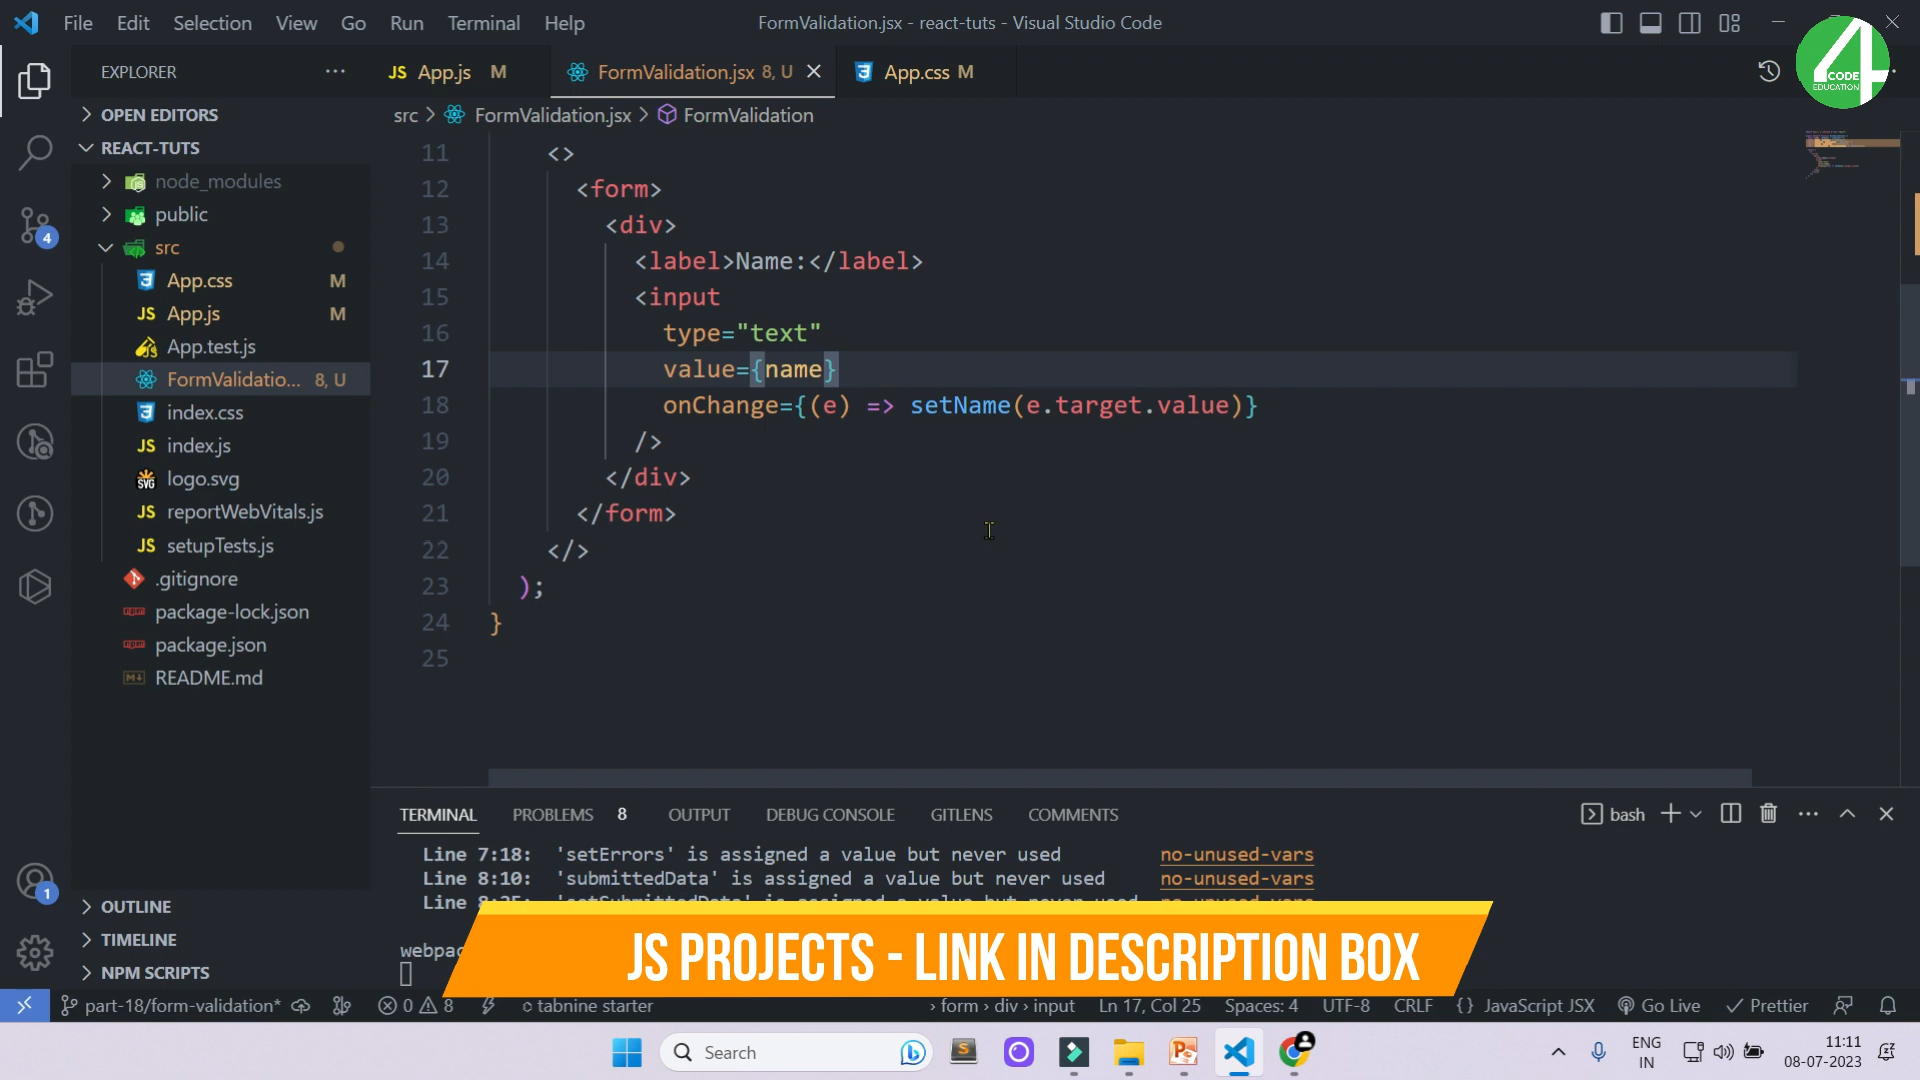 File Edit Selection View Go Run Terminal Help
FormValidation.jsx - react-tuts - Visual Studio Code
4
CODE
EDUCATION
EXPLORER
JS App.js M
FormValidation.jsx 8, U
App.css M
OPEN EDITORS
REACT-TUTS
node_modules
public
src
App.css M
JS App.js M
App.test.js
FormValidatio... 8, U
index.css
JS index.js
SVG logo.svg
JS reportWebVitals.js
JS setupTests.js
.gitignore
npm package-lock.json
npm package.json
M↓ README.md
OUTLINE
TIMELINE
NPM SCRIPTS
4
1
src > FormValidation.jsx > FormValidation
11 <>
12 <form>
13 <div>
14 <label>Name:</label>
15 <input
16 type="text"
17 value={name}
18 onChange={(e) => setName(e.target.value)}
19 />
20 </div>
21 </form>
22 </>
23 );
24 }
25
TERMINAL PROBLEMS 8 OUTPUT DEBUG CONSOLE GITLENS COMMENTS
bash
Line 7:18: 'setErrors' is assigned a value but never used no-unused-vars
Line 8:10: 'submittedData' is assigned a value but never used no-unused-vars
Line 8:25: 'setSubmittedData' is assigned a value but never used no-unused-vars
webpac
JS PROJECTS - LINK IN DESCRIPTION BOX
part-18/form-validation* 0 8 tabnine starter
› form › div › input Ln 17, Col 25 Spaces: 4 UTF-8 CRLF {} JavaScript JSX Go Live Prettier
Search
ENG
IN
11:11
08-07-2023